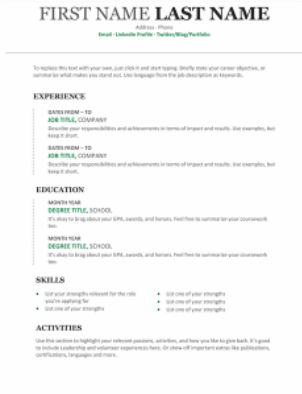 FIRST NAME LAST NAME
Address · Phone
Email · LinkedIn Profile · Twitter/Blog/Portfolio
To replace this text with your own, just click it and start typing. Briefly state your career objective, or
summarize what makes you stand out. Use language from the job description as keywords.
EXPERIENCE
DATES FROM – TO
JOB TITLE, COMPANY
Describe your responsibilities and achievements in terms of impact and results. Use examples, but
keep it short.
DATES FROM – TO
JOB TITLE, COMPANY
Describe your responsibilities and achievements in terms of impact and results. Use examples, but
keep it short.
EDUCATION
MONTH YEAR
DEGREE TITLE, SCHOOL
It's okay to brag about your GPA, awards, and honors. Feel free to summarize your coursework
too.
MONTH YEAR
DEGREE TITLE, SCHOOL
It's okay to brag about your GPA, awards, and honors. Feel free to summarize your coursework
too.
SKILLS
• List your strengths relevant for the role
you're applying for
• List one of your strengths
• List one of your strengths
• List one of your strengths
• List one of your strengths
ACTIVITIES
Use this section to highlight your relevant passions, activities, and how you like to give back. It's good
to include Leadership and volunteer experiences here. Or show off important extras like publications,
certifications, languages and more.